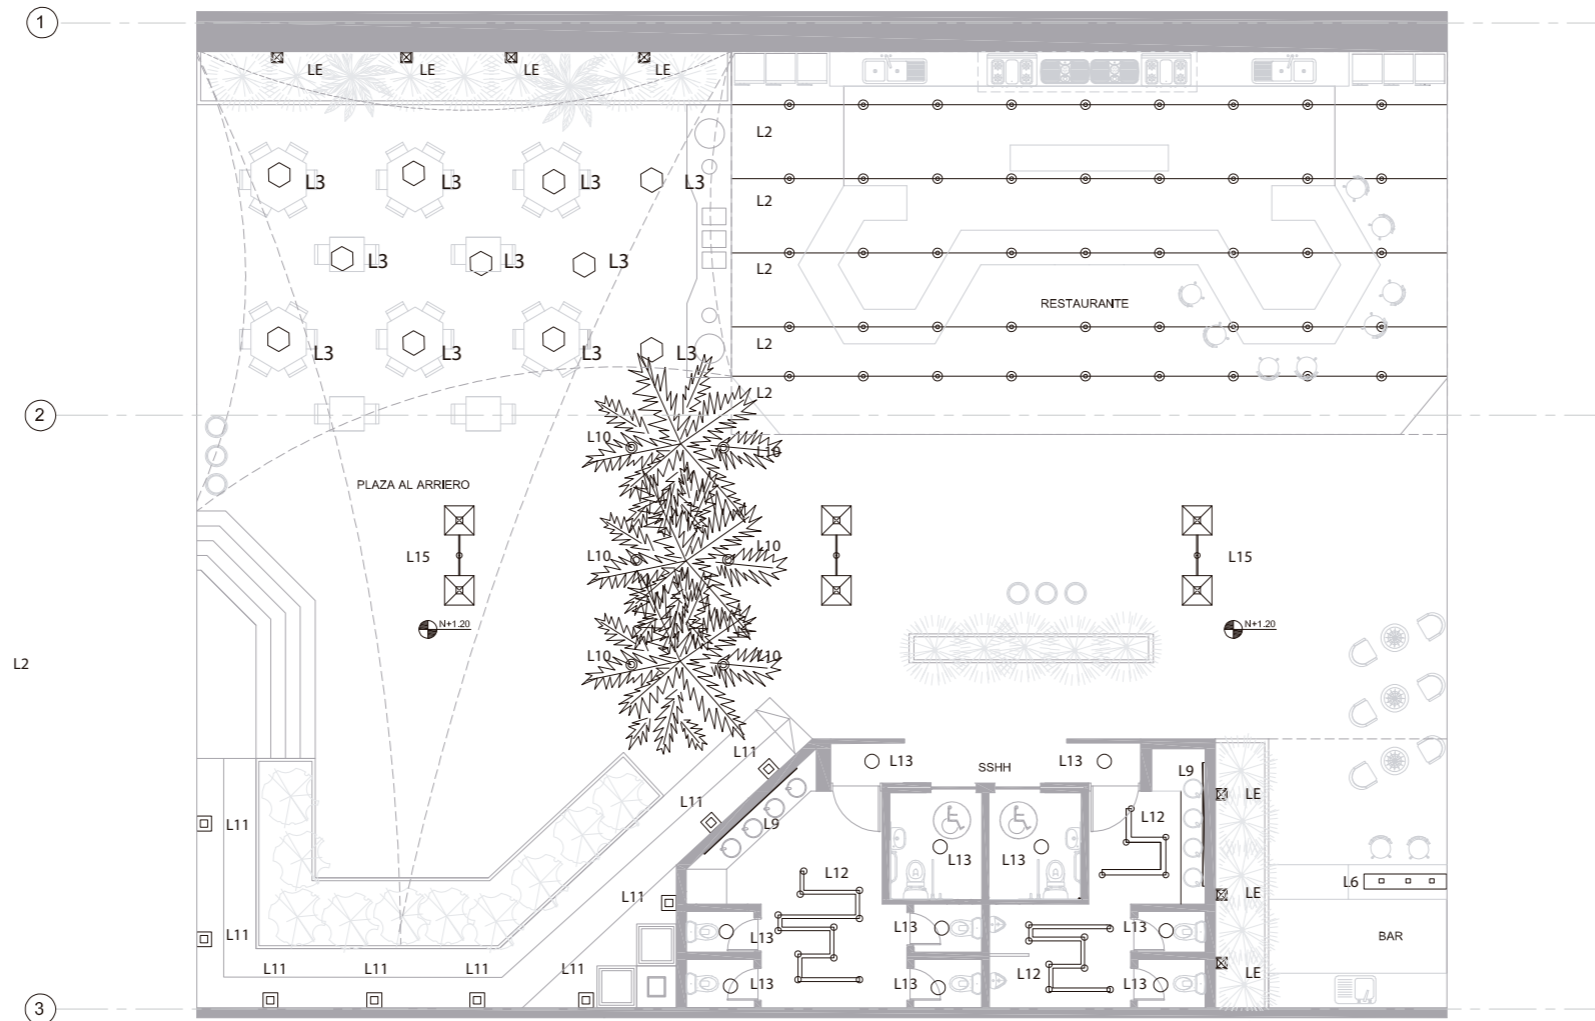 1
LE LE LE LE
L2
L3 L3 L3 L3
L2
L3 L3 L3
L2
RESTAURANTE
L3 L3 L3 L3
L2
L2
2
L10 L10
PLAZA AL ARRIERO
L10 L10
L15 L15
N+1.20 N+1.20
L2
L10 L10
L11
L13 SSHH L13
L9
LE
L11
L11
L9
L12
L13 L13
L12
L6
LE
L11
L11
L13 L13 L13
L13
BAR
L11 L11 L11 L11
L12
LE
L13 L13 L13
3